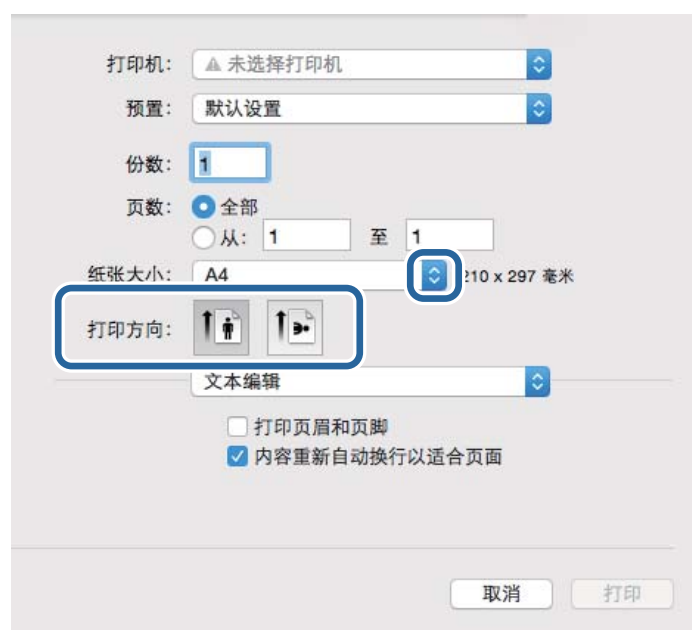 打印机: 未选择打印机
预置: 默认设置
份数: 1
页数: 全部
从: 1 至 1
纸张大小: A4 210 x 297 毫米
打印方向:
文本编辑
打印页眉和页脚
内容重新自动换行以适合页面
取消 打印